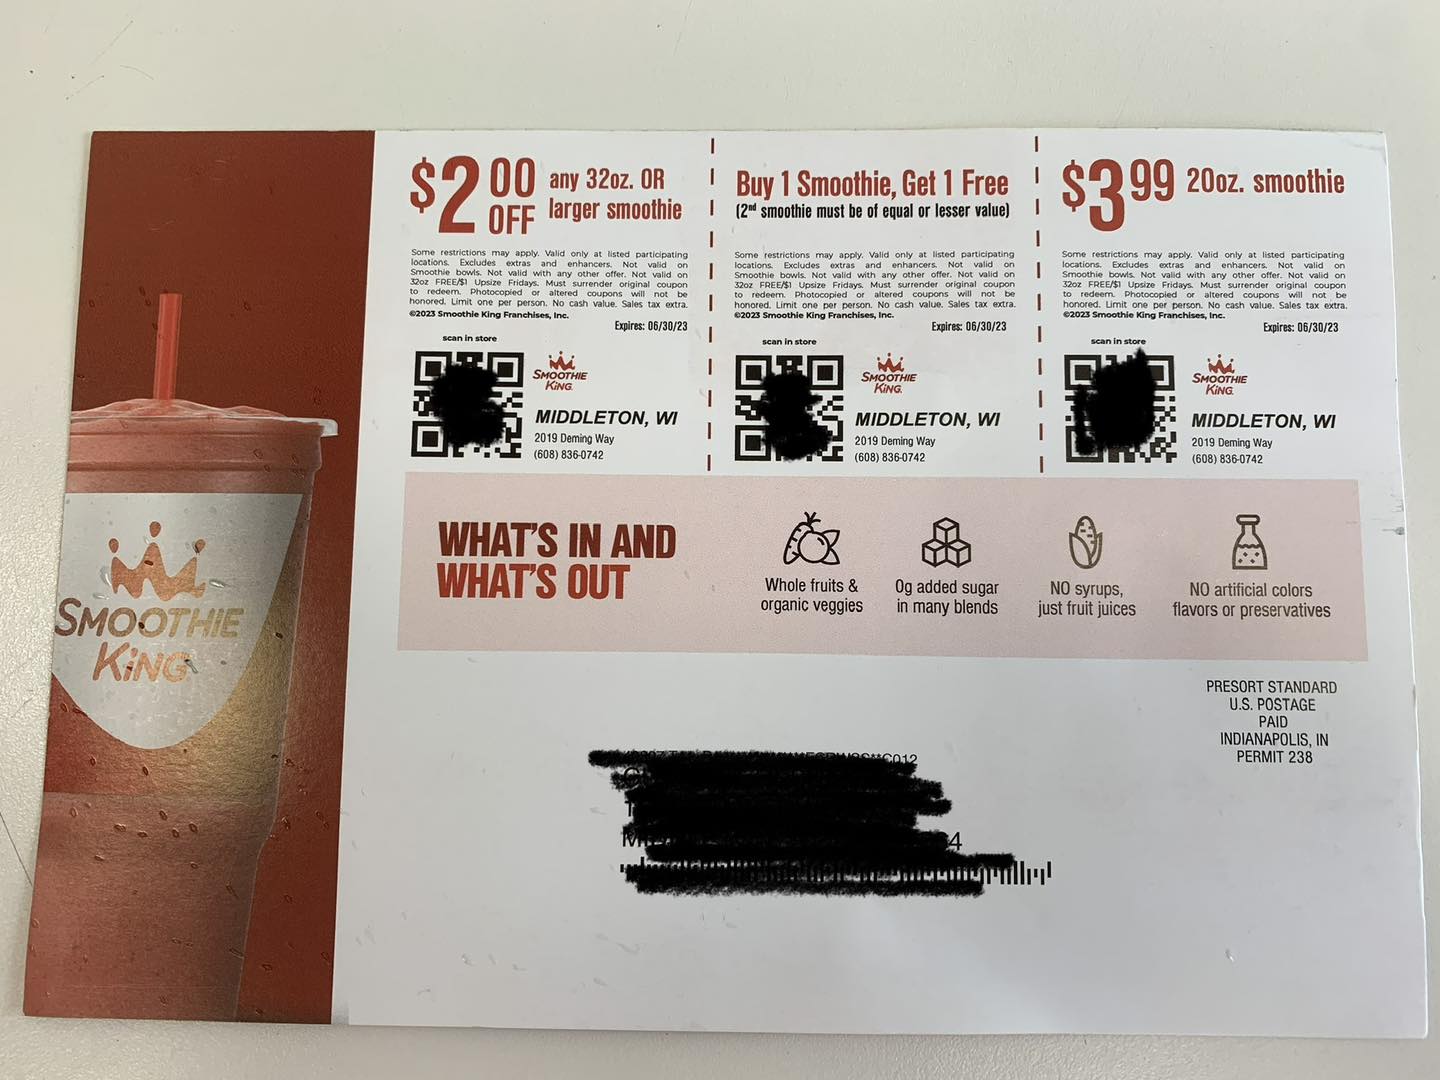 $2 00 OFF any 32oz. OR
larger smoothie
Some restrictions may apply. Valid only at listed participating
locations. Excludes extras and enhancers. Not valid on
Smoothie bowls. Not valid with any other offer. Not valid on
32oz FREE/$1 Upsize Fridays. Must surrender original coupon
to redeem. Photocopied or altered coupons will not be
honored. Limit one per person. No cash value. Sales tax extra.
©2023 Smoothie King Franchises, Inc.
Expires: 06/30/23
scan in store
SMOOTHIE
KiNG.
MIDDLETON, WI
2019 Deming Way
(608) 836-0742
Buy 1 Smoothie, Get 1 Free
(2nd smoothie must be of equal or lesser value)
Some restrictions may apply. Valid only at listed participating
locations. Excludes extras and enhancers. Not valid on
Smoothie bowls. Not valid with any other offer. Not valid on
32oz FREE/$1 Upsize Fridays. Must surrender original coupon
to redeem. Photocopied or altered coupons will not be
honored. Limit one per person. No cash value. Sales tax extra.
©2023 Smoothie King Franchises, Inc.
Expires: 06/30/23
scan in store
SMOOTHIE
KiNG.
MIDDLETON, WI
2019 Deming Way
(608) 836-0742
$3 99 20oz. smoothie
Some restrictions may apply. Valid only at listed participating
locations. Excludes extras and enhancers. Not valid on
Smoothie bowls. Not valid with any other offer. Not valid on
32oz FREE/$1 Upsize Fridays. Must surrender original coupon
to redeem. Photocopied or altered coupons will not be
honored. Limit one per person. No cash value. Sales tax extra.
©2023 Smoothie King Franchises, Inc.
Expires: 06/30/23
scan in store
SMOOTHIE
KiNG.
MIDDLETON, WI
2019 Deming Way
(608) 836-0742
SMOOTHIE
KiNG
WHAT'S IN AND
WHAT'S OUT
Whole fruits &
organic veggies
0g added sugar
in many blends
NO syrups,
just fruit juices
NO artificial colors
flavors or preservatives
PRESORT STANDARD
U.S. POSTAGE
PAID
INDIANAPOLIS, IN
PERMIT 238